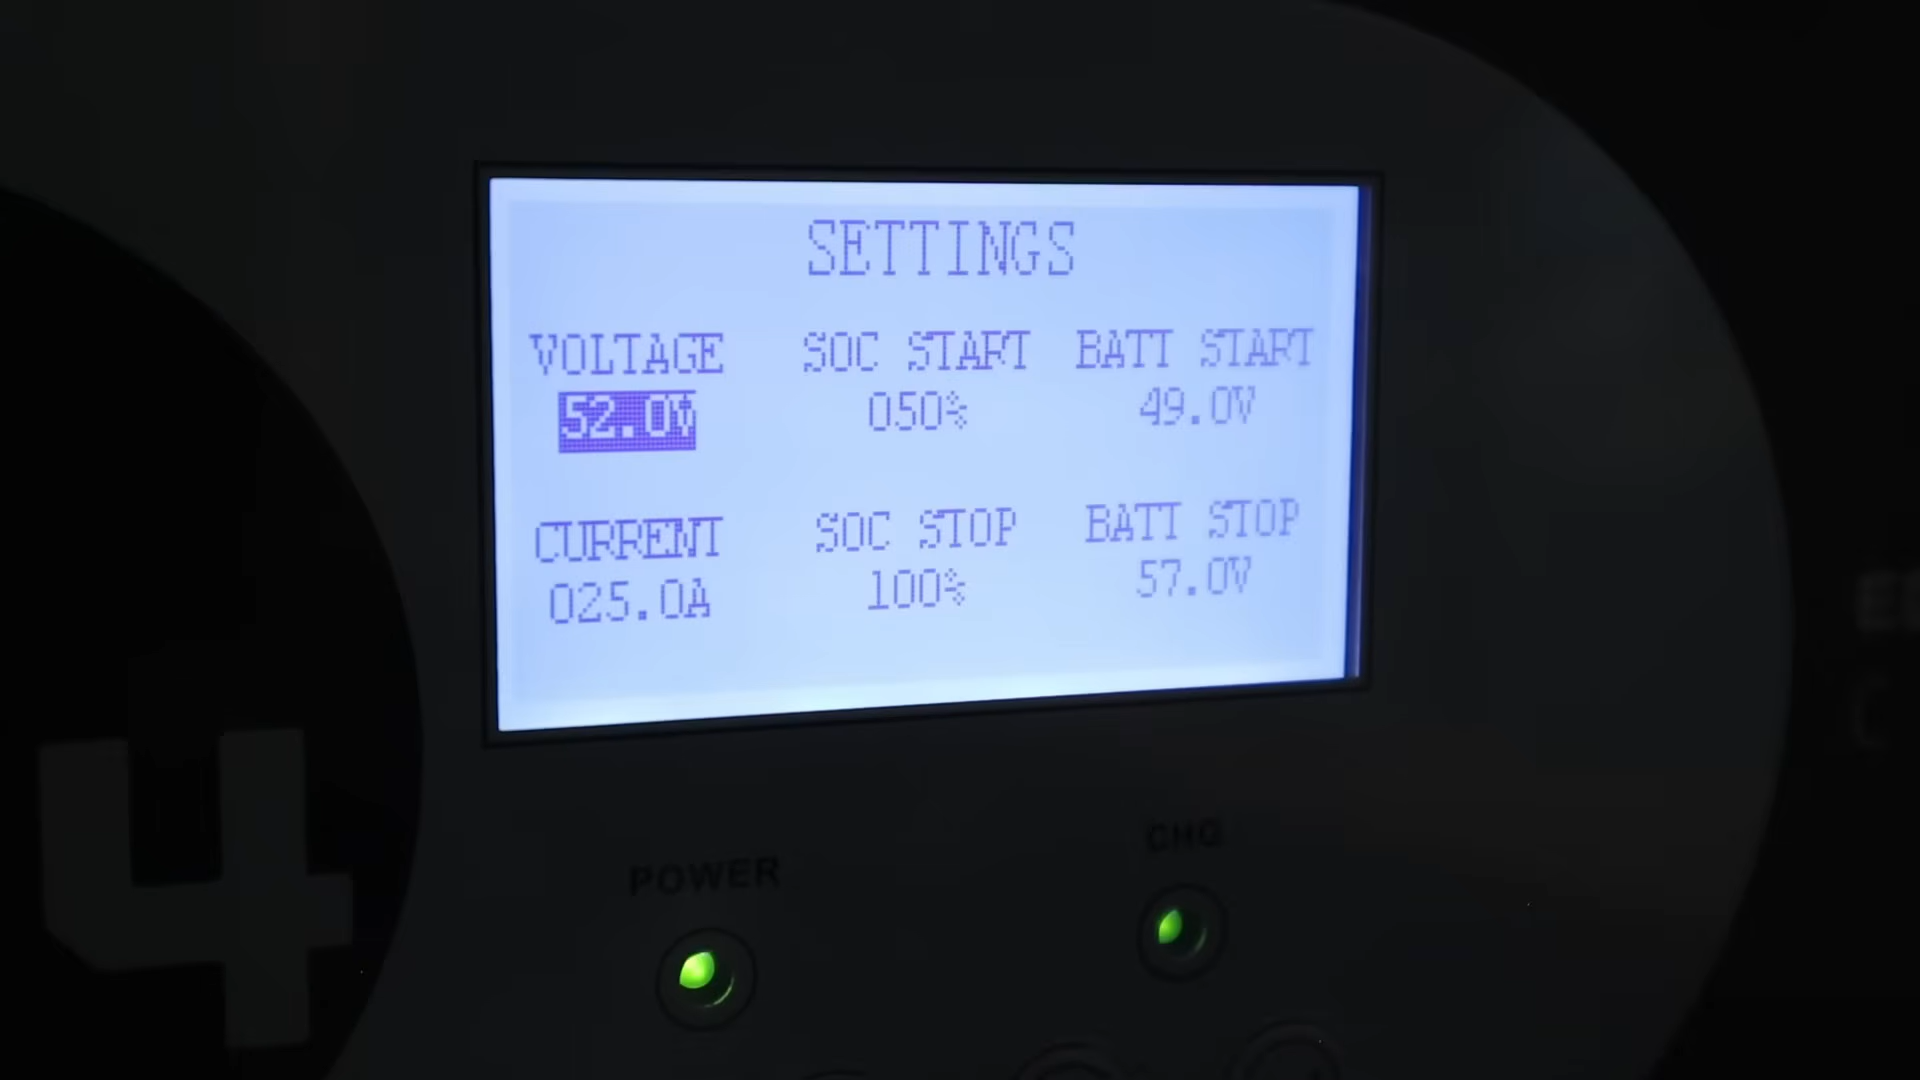 SETTINGS
VOLTAGE SOC START BATT START
52.0V 050% 49.0V
CURRENT SOC STOP BATT STOP
025.0A 100% 57.0V
CHG
POWER
4